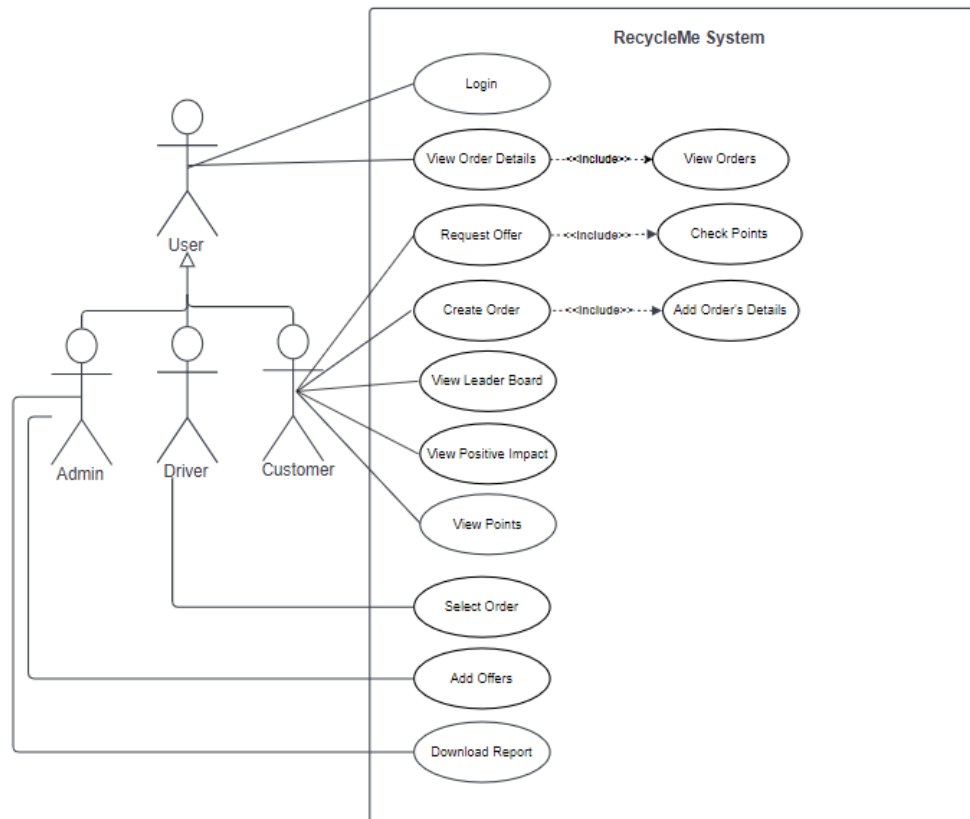 RecycleMe System
Login
View Order Details
<<Include>>
View Orders
User
Request Offer
<<Include>>
Check Points
Create Order
<<Include>>
Add Order's Details
View Leader Board
Admin
Driver
Customer
View Positive Impact
View Points
Select Order
Add Offers
Download Report